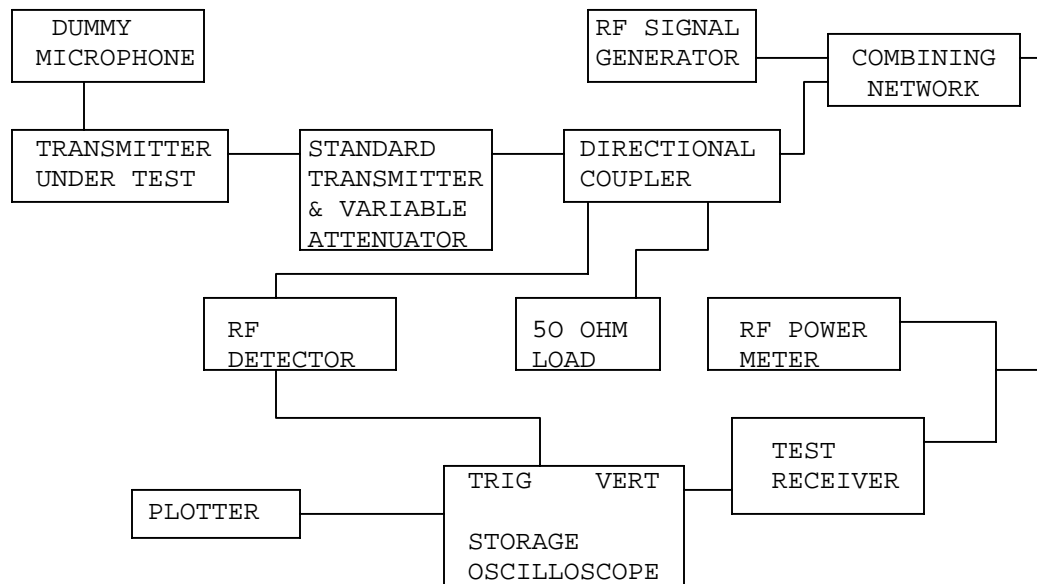 DUMMY
MICROPHONE
RF SIGNAL
GENERATOR
COMBINING
NETWORK
TRANSMITTER
UNDER TEST
STANDARD
TRANSMITTER
& VARIABLE
ATTENUATOR
DIRECTIONAL
COUPLER
RF
DETECTOR
50 OHM
LOAD
RF POWER
METER
TEST
RECEIVER
TRIG VERT
STORAGE
OSCILLOSCOPE
PLOTTER